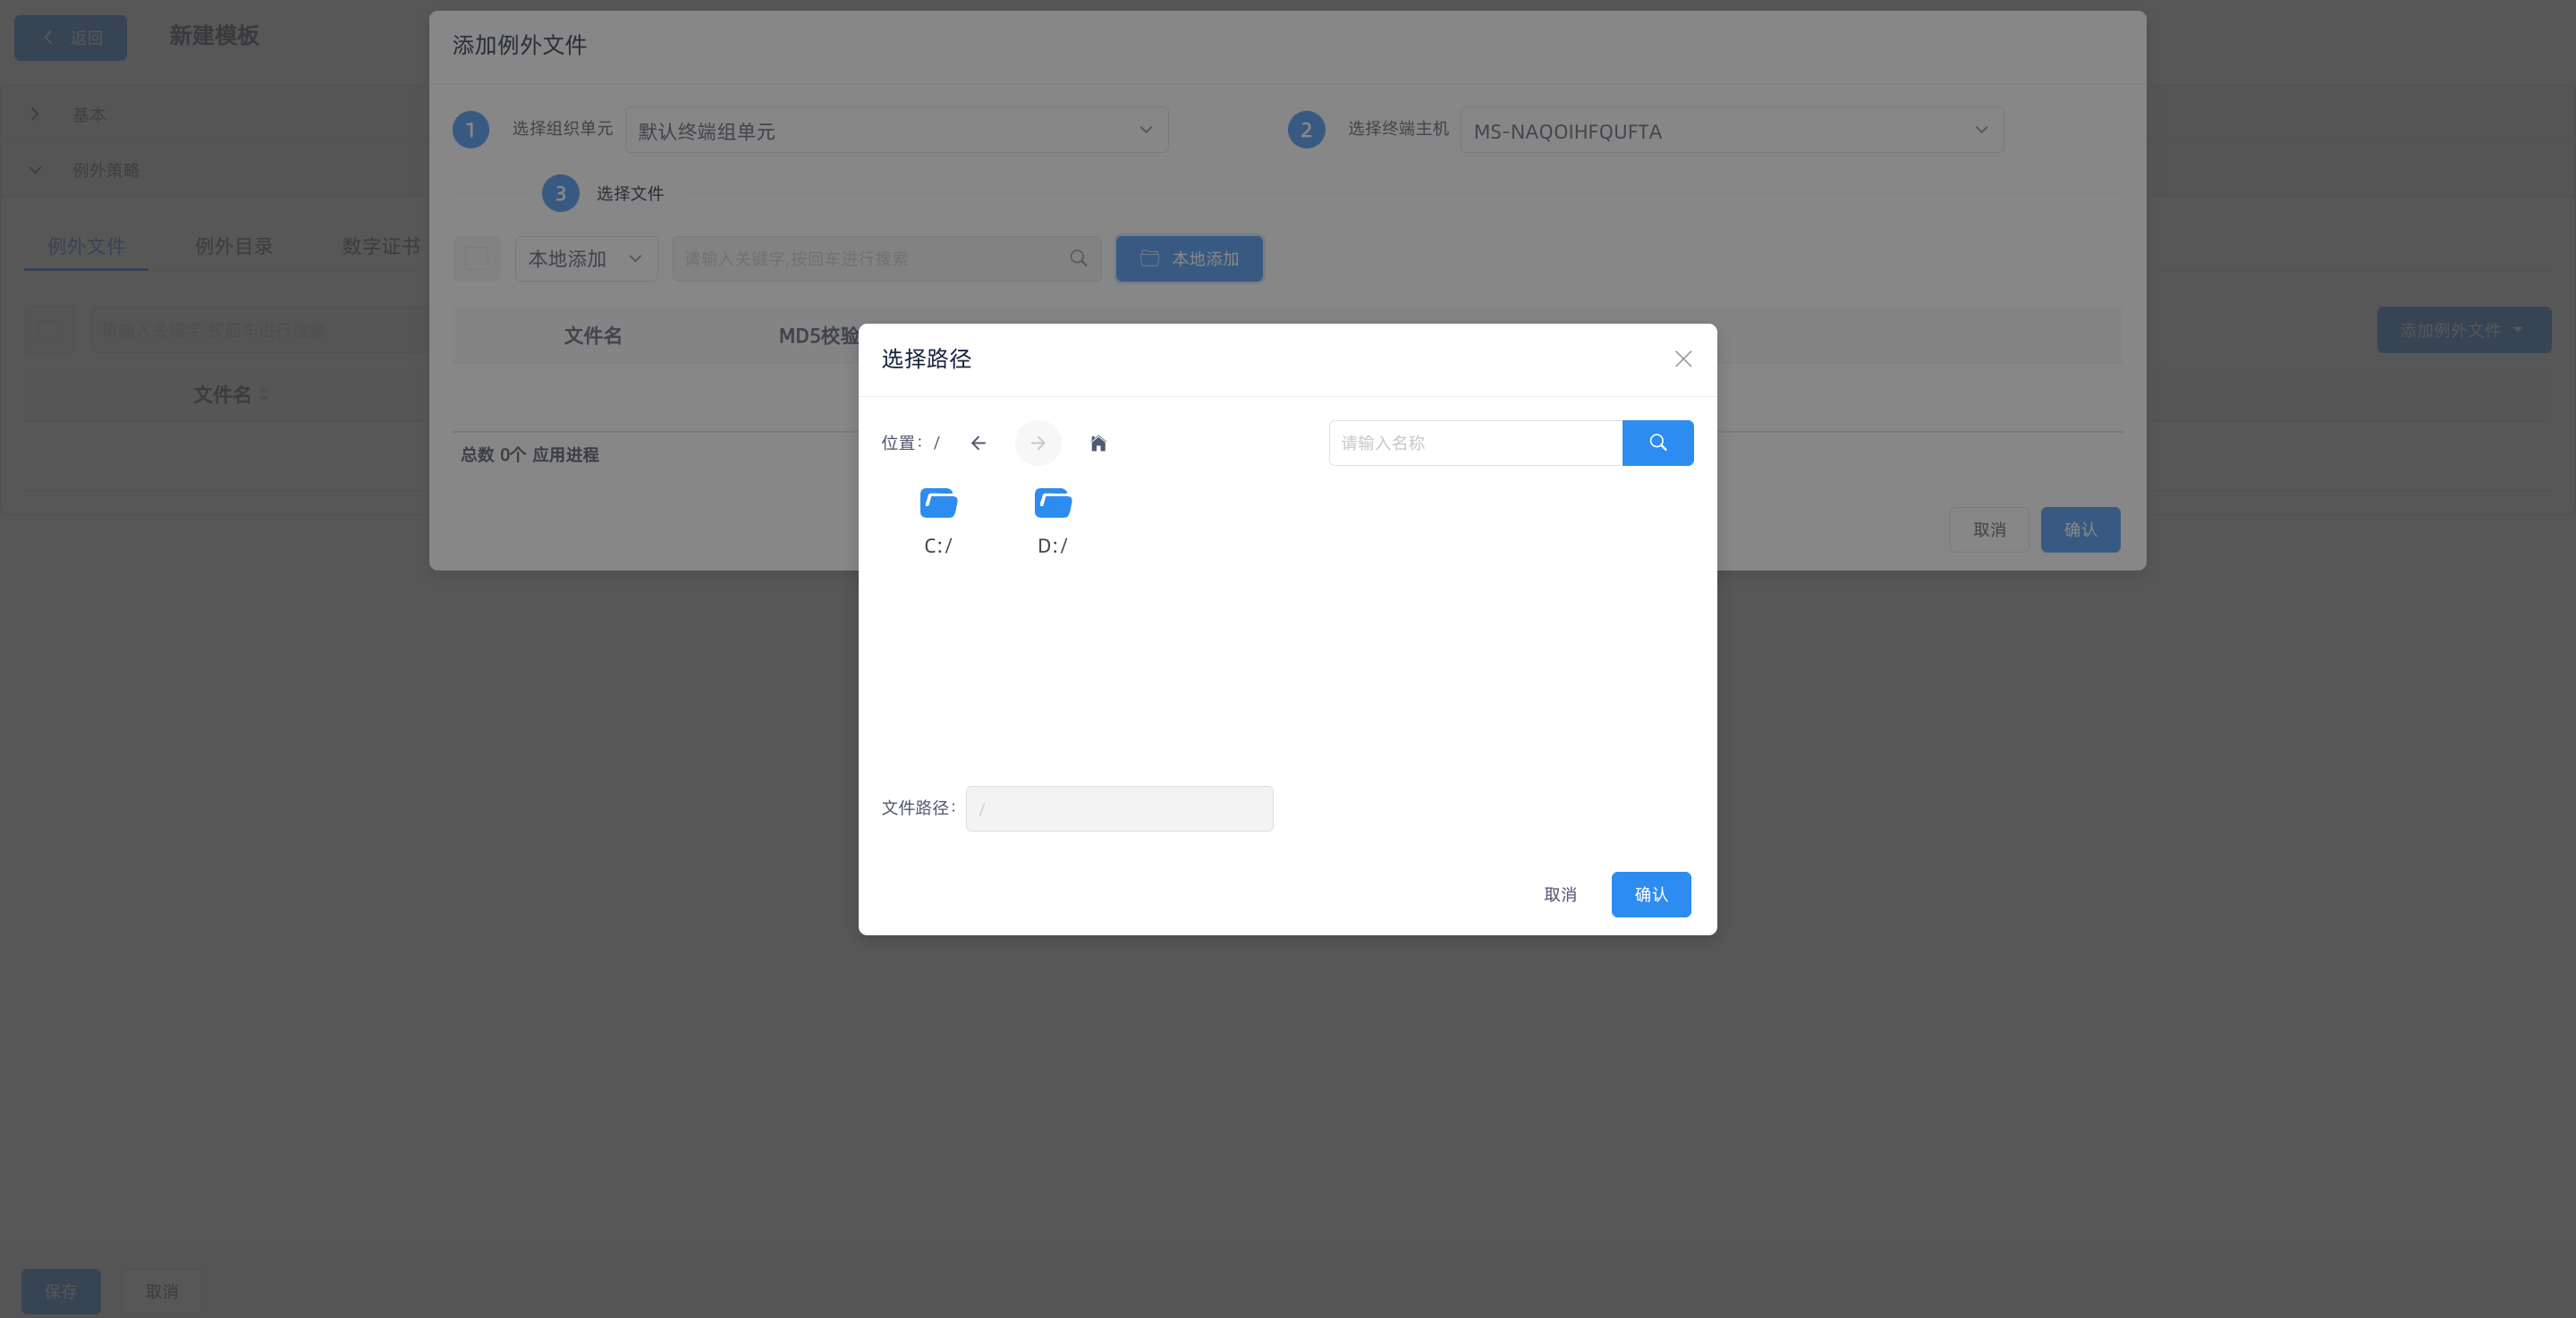 返回
新建模板
基本
例外策略
例外文件
例外目录
数字证书
请输入关键字,按回车进行搜索
添加例外文件
文件名
保存
取消
添加例外文件
1 选择组织单元 默认终端组单元
2 选择终端主机 MS-NAQOIHFQUFTA
3 选择文件
本地添加
请输入关键字,按回车进行搜索
本地添加
文件名
MD5校验
总数 0个 应用进程
取消
确认
选择路径
位置: /
请输入名称
C:/
D:/
文件路径: /
取消
确认